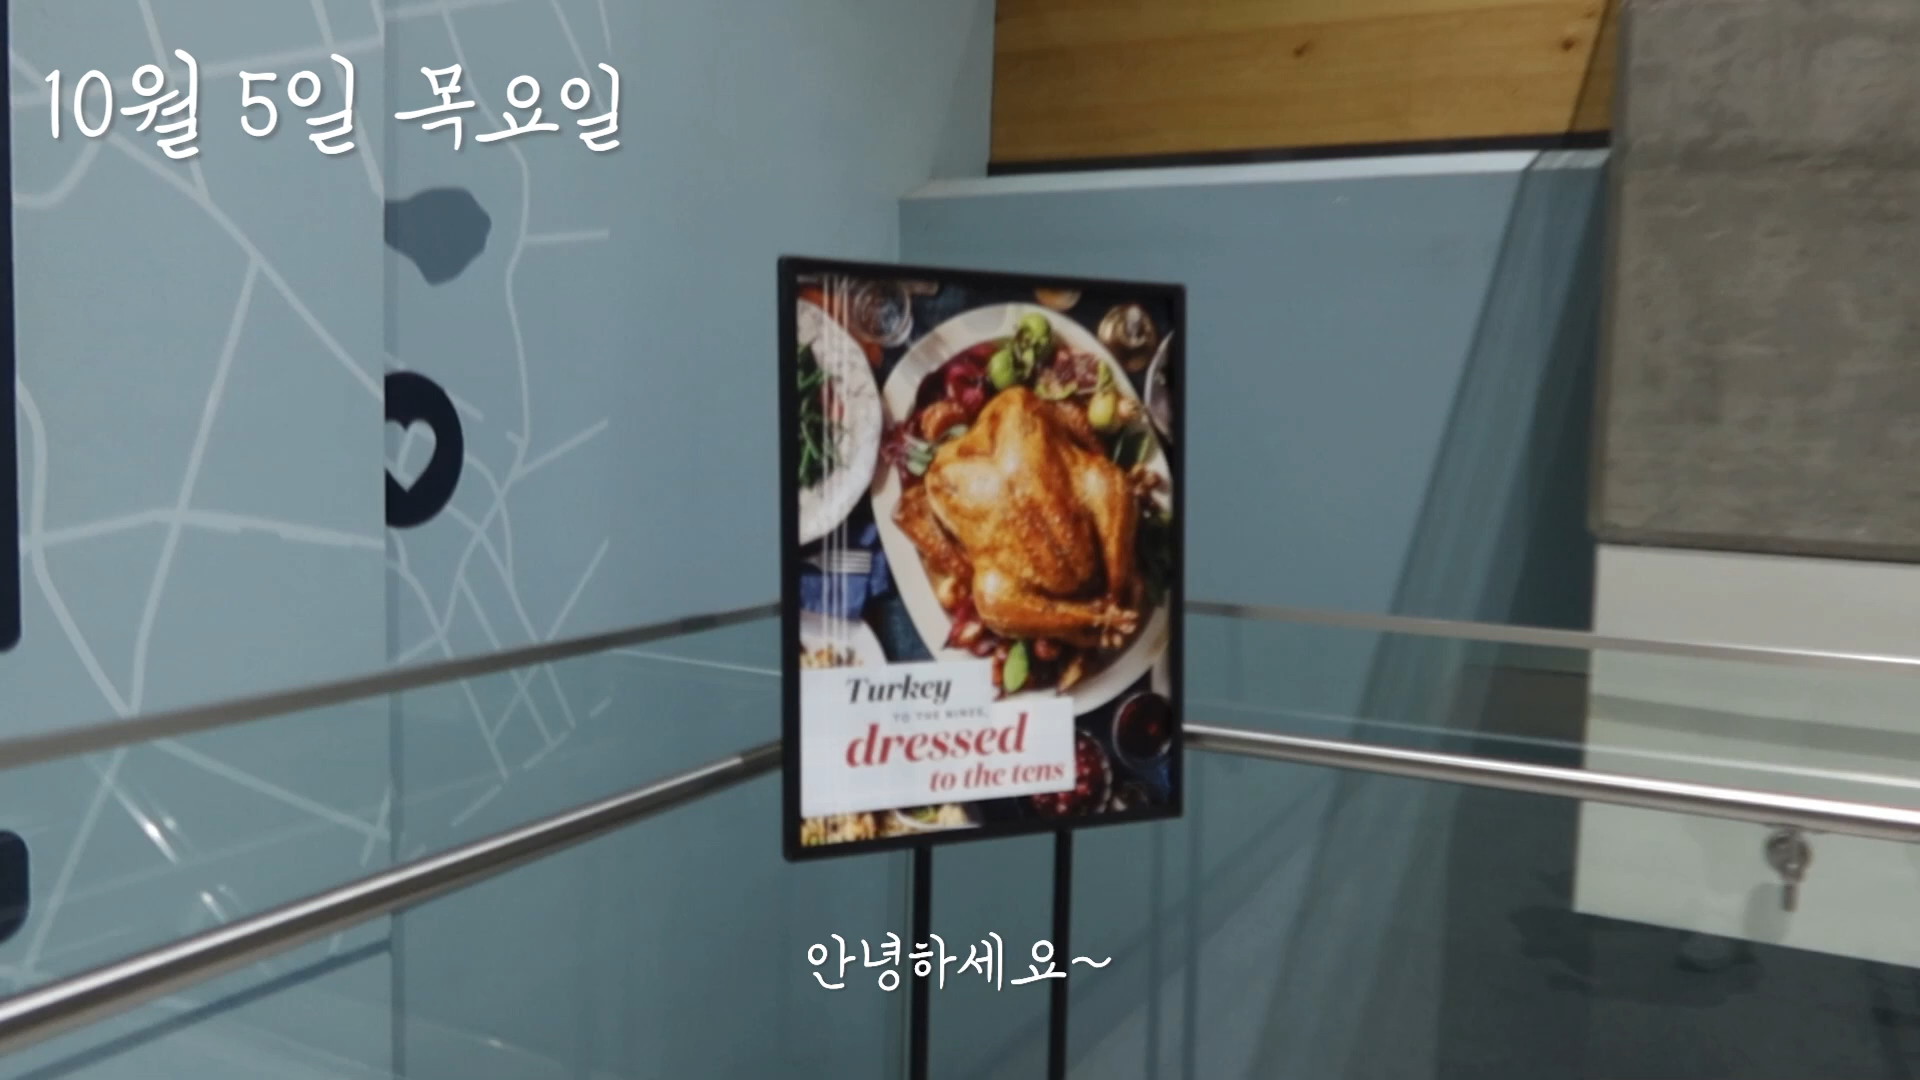 10월 5일 목요일
Turkey
TO THE NINES,
dressed
to the tens
안녕하세요~